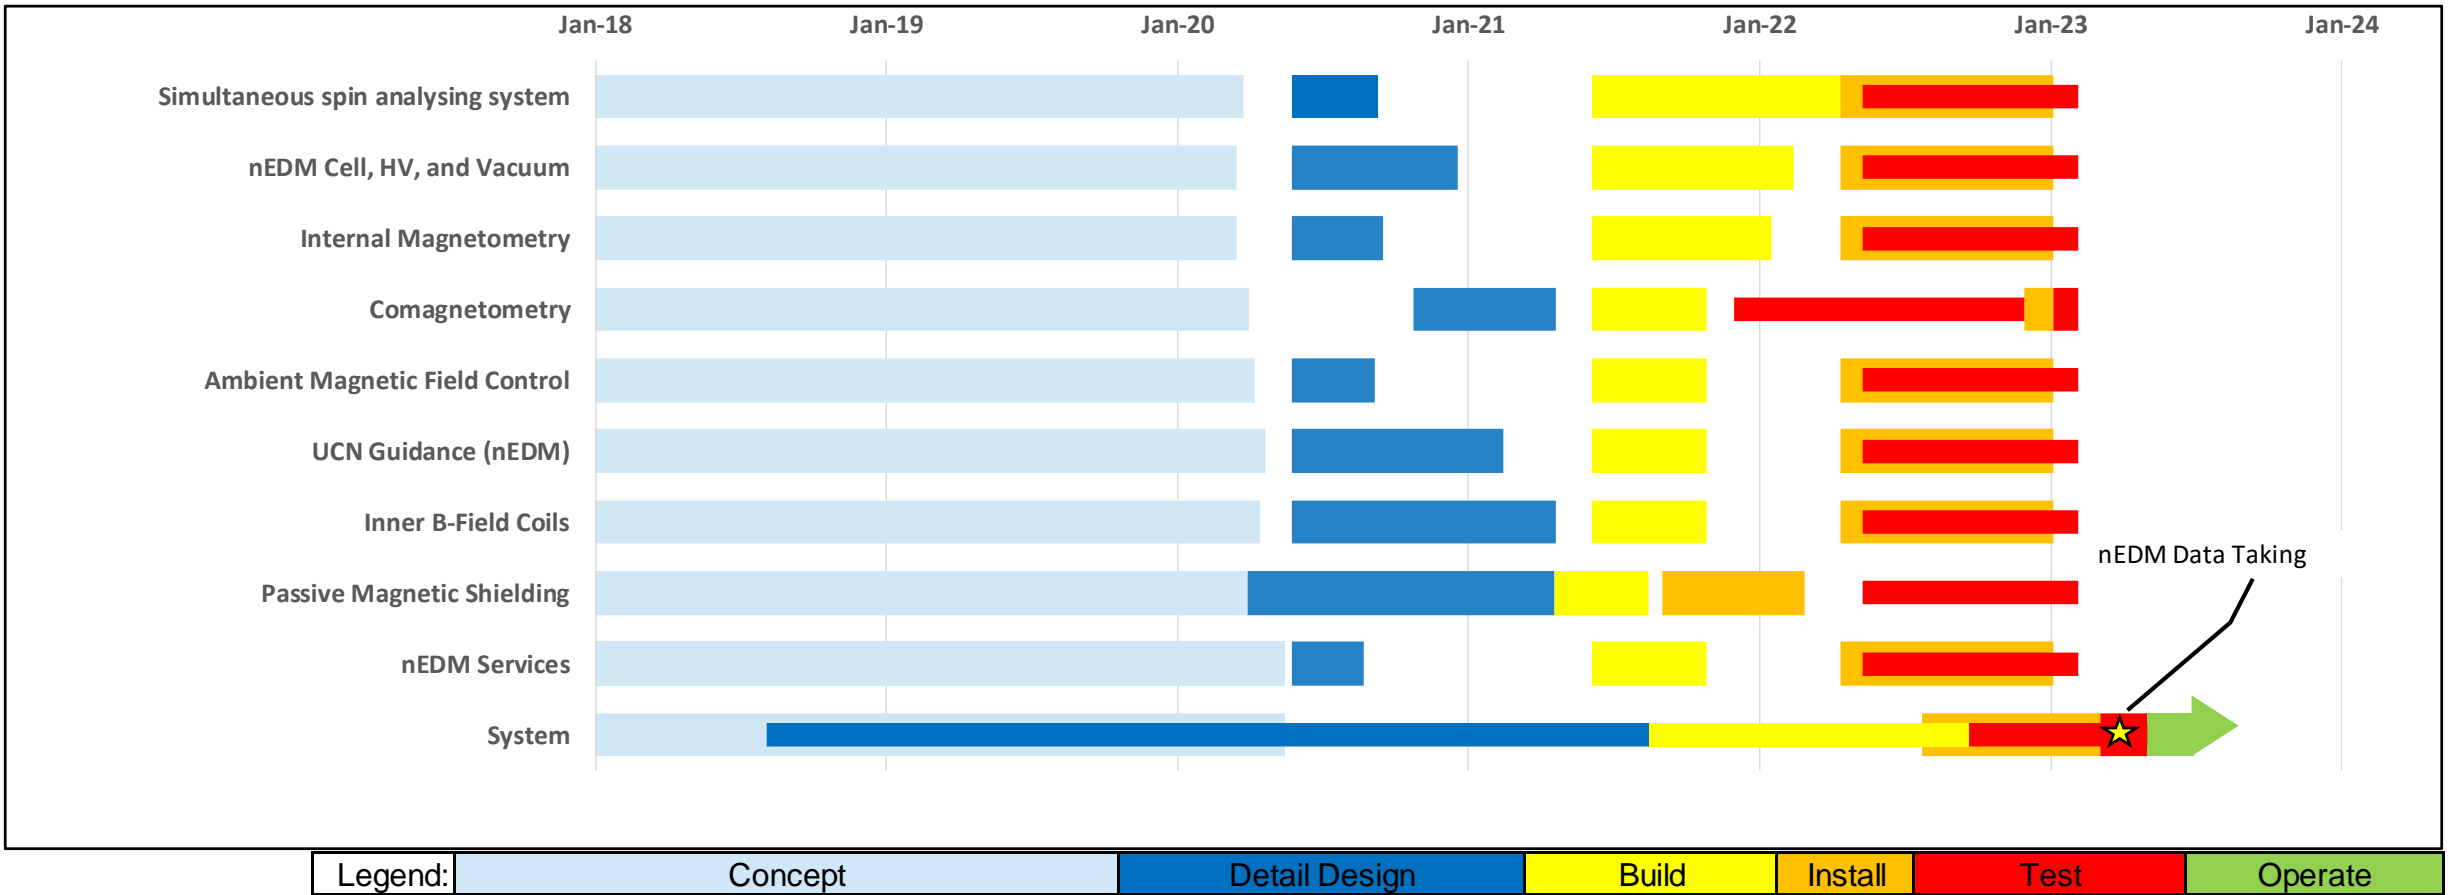 Jan-18 Jan-19 Jan-20 Jan-21 Jan-22 Jan-23 Jan-24
Simultaneous spin analysing system
nEDM Cell, HV, and Vacuum
Internal Magnetometry
Comagnetometry
Ambient Magnetic Field Control
UCN Guidance (nEDM)
Inner B-Field Coils
nEDM Data Taking
Passive Magnetic Shielding
nEDM Services
System
Legend: Concept Detail Design Build Install Test Operate